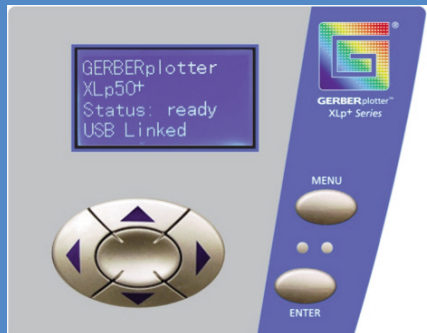 GERBERplotter
XLp50+
Status: ready
USB Linked
GERBERplotter™
XLp+ Series
MENU
ENTER